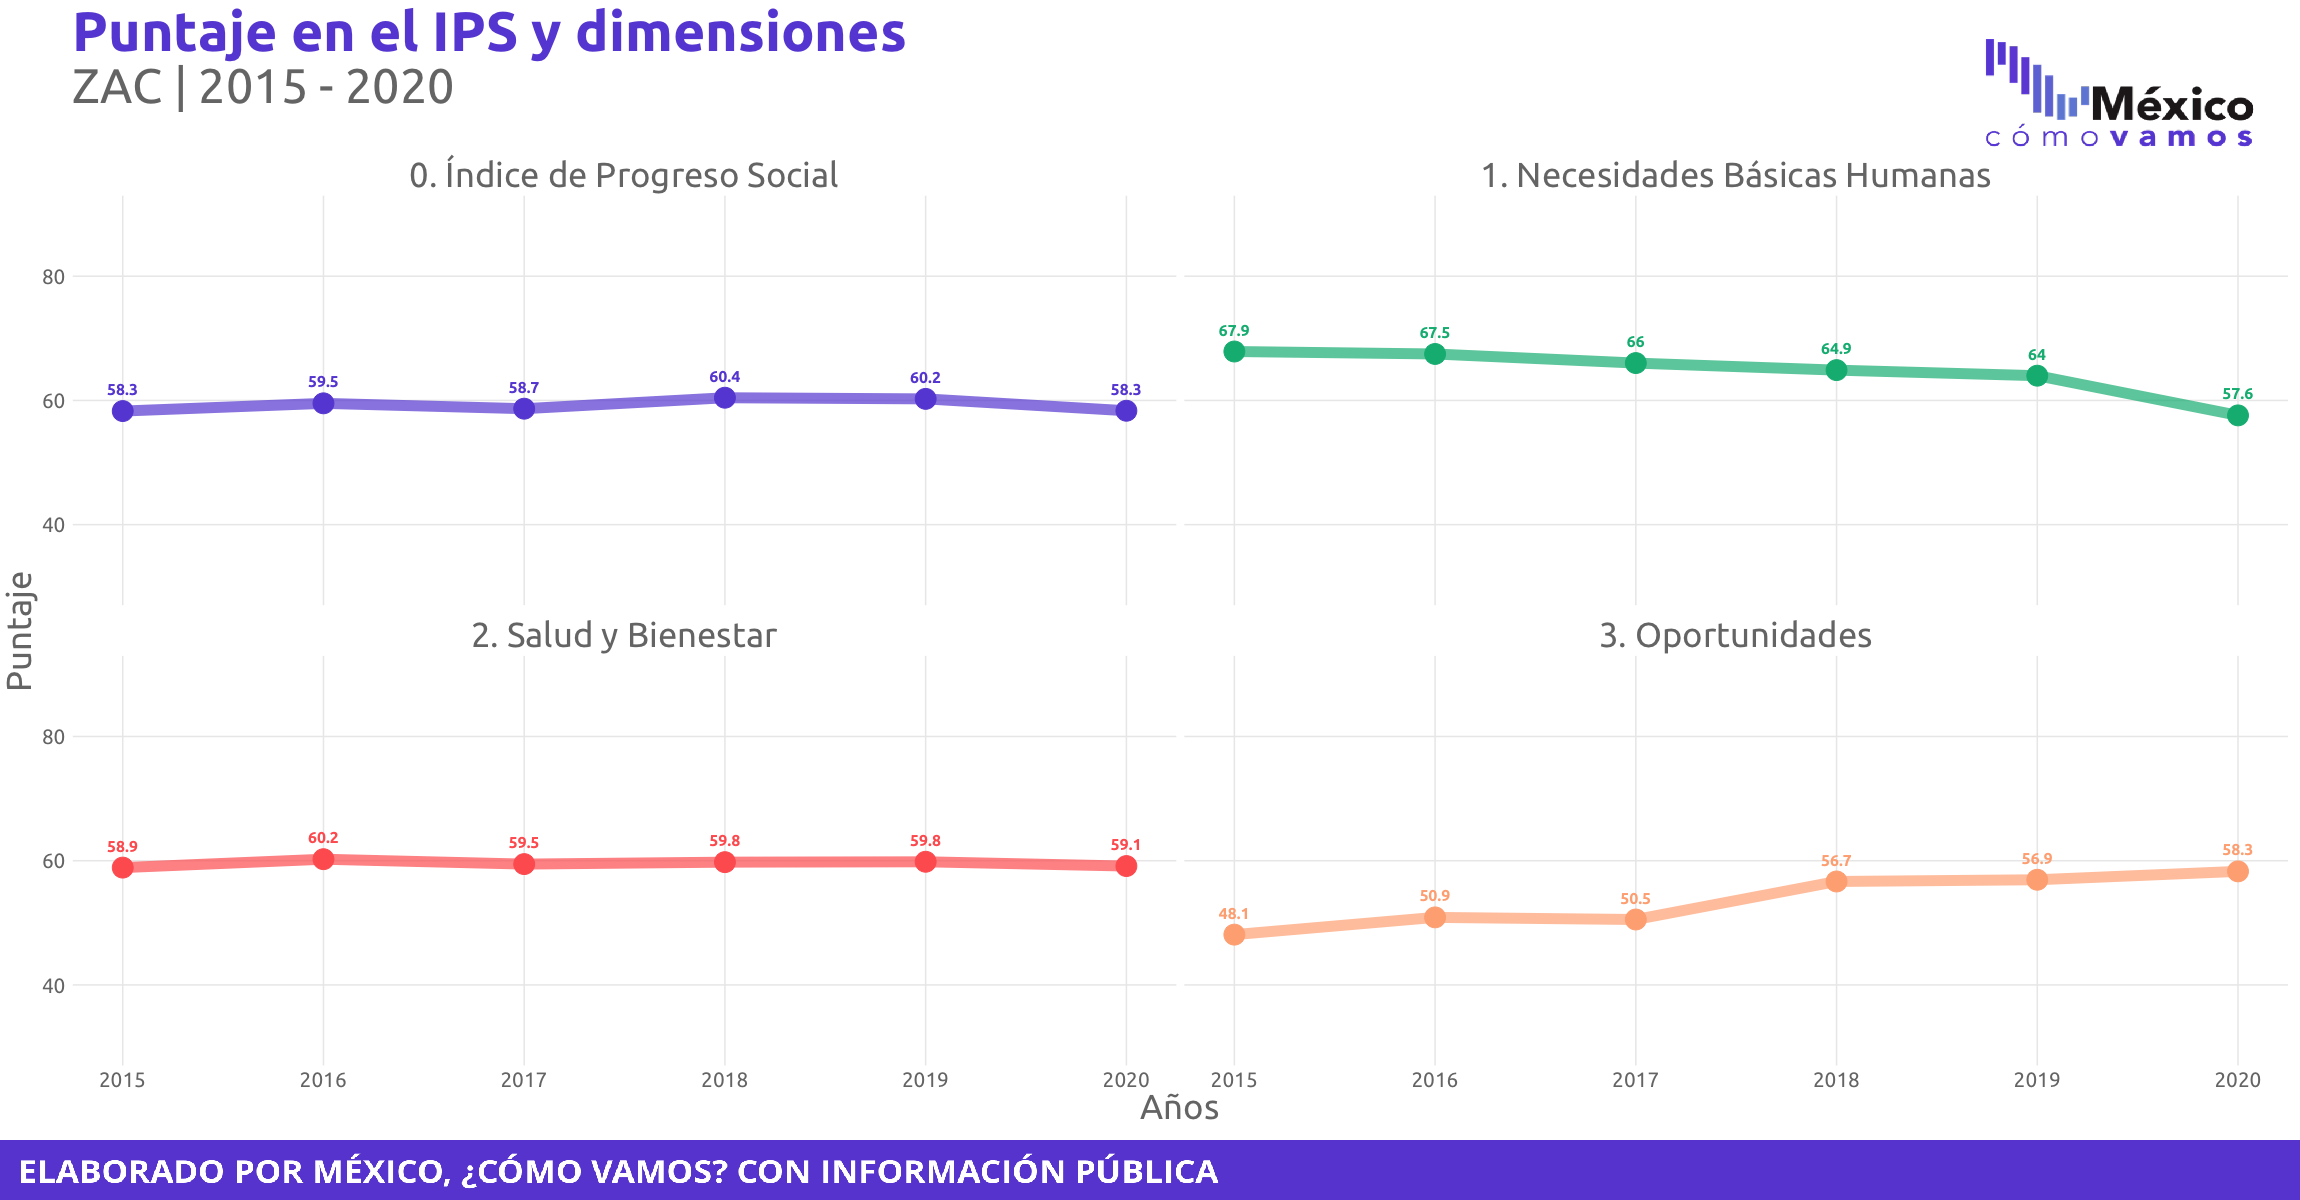 Puntaje en el IPS y dimensiones
ZAC | 2015 - 2020
México
cómovamos
0. Índice de Progreso Social
80
60
40
58.3
59.5
58.7
60.4
60.2
58.3
1. Necesidades Básicas Humanas
67.9
67.5
66
64.9
64
57.6
Puntaje
2. Salud y Bienestar
80
60
40
58.9
60.2
59.5
59.8
59.8
59.1
2015 2016 2017 2018 2019 2020
3. Oportunidades
48.1
50.9
50.5
56.7
56.9
58.3
2015 2016 2017 2018 2019 2020
Años
ELABORADO POR MÉXICO, ¿CÓMO VAMOS? CON INFORMACIÓN PÚBLICA